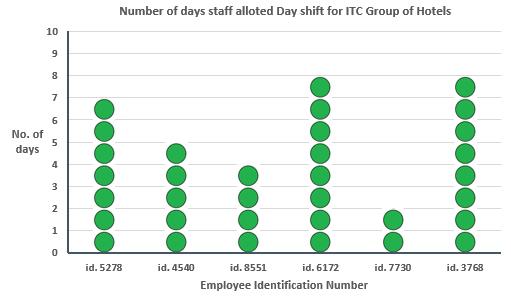 Number of days staff alloted Day shift for ITC Group of Hotels
10
9
8
7
6
5
4
3
2
1
0
No. of
days
id. 5278 id. 4540 id. 8551 id. 6172 id. 7730 id. 3768
Employee Identification Number